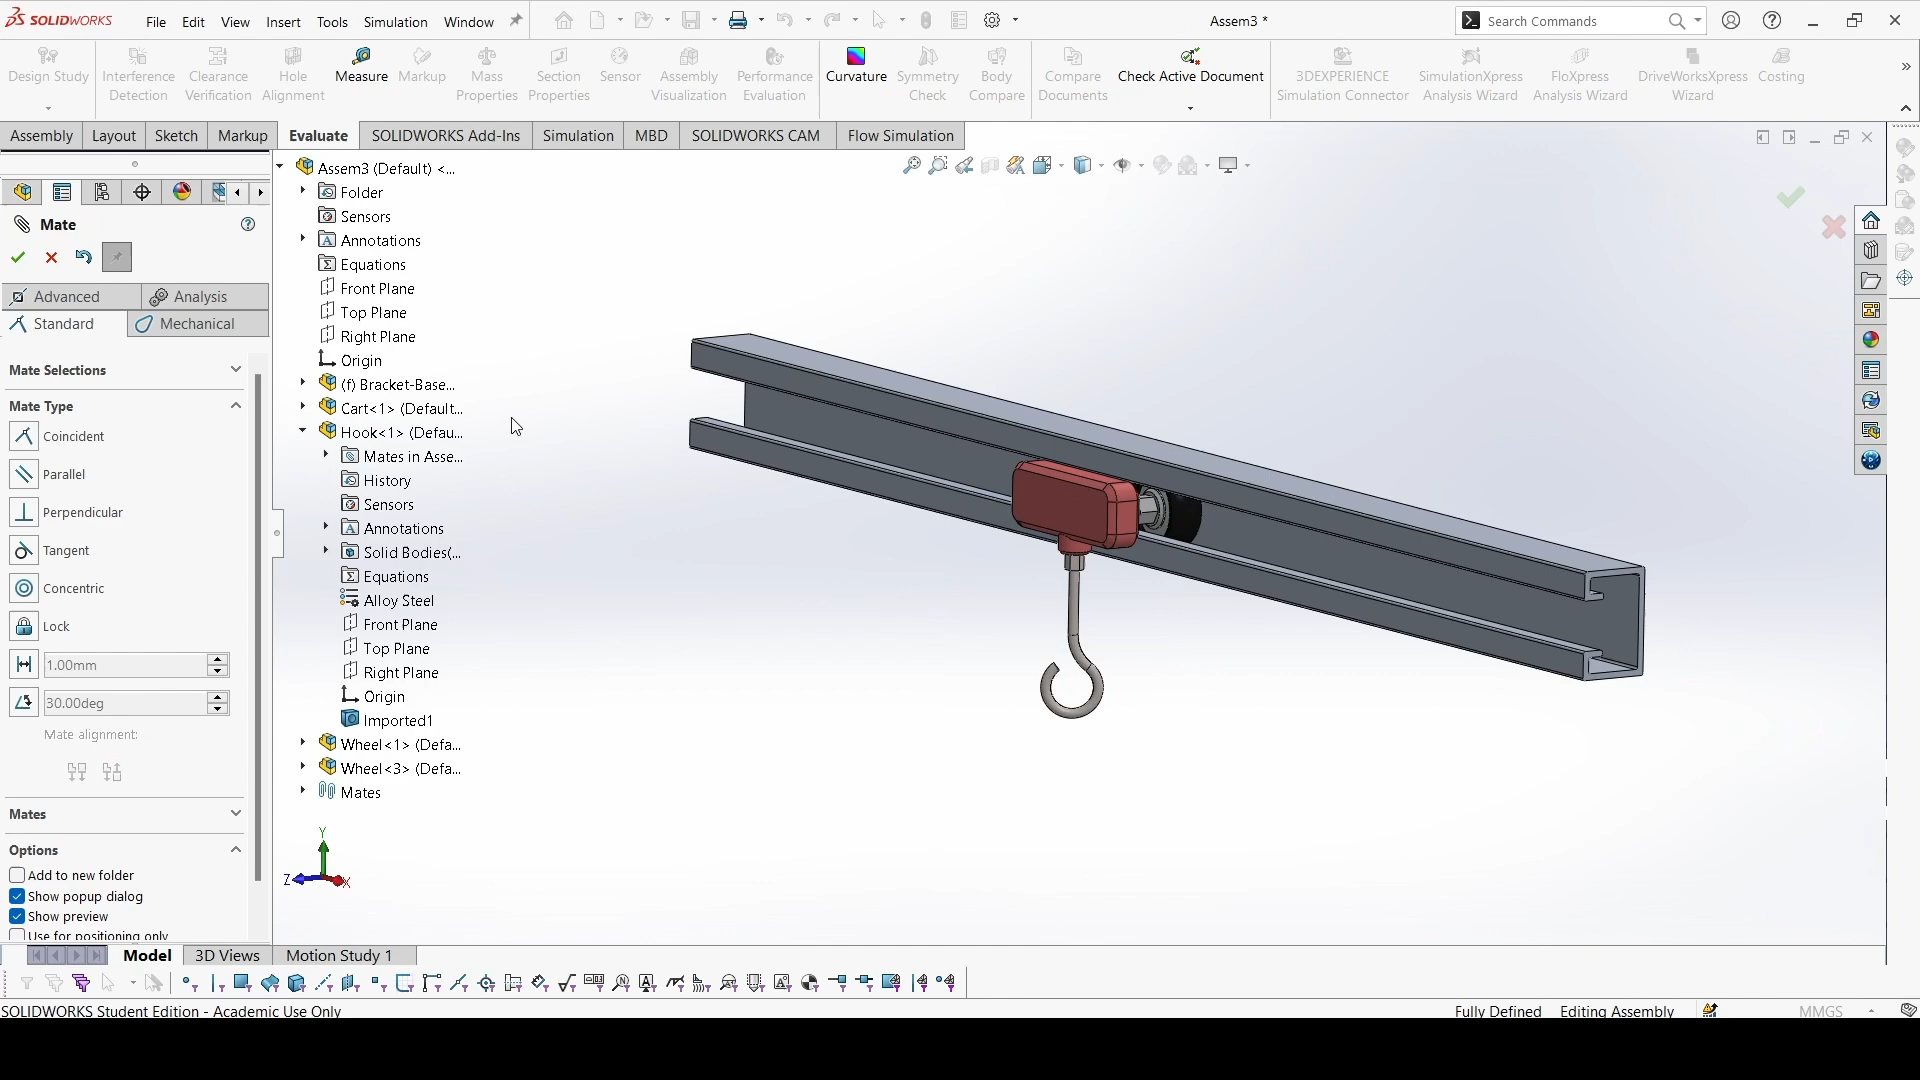 SOLIDWORKS File Edit View Insert Tools Simulation Window Assem3 * Search Commands
Design Study Interference Detection Clearance Verification Hole Alignment Measure Markup Mass Properties Section Properties Sensor Assembly Visualization Performance Evaluation Curvature Symmetry Check Body Compare Compare Documents Check Active Document 3DEXPERIENCE Simulation Connector SimulationXpress Analysis Wizard FloXpress Analysis Wizard DriveWorksXpress Wizard Costing
Assembly Layout Sketch Markup Evaluate SOLIDWORKS Add-Ins Simulation MBD SOLIDWORKS CAM Flow Simulation
Mate
Advanced Analysis
Standard Mechanical
Mate Selections
Mate Type
Coincident
Parallel
Perpendicular
Tangent
Concentric
Lock
1.00mm
30.00deg
Mate alignment:
Mates
Options
Add to new folder
Show popup dialog
Show preview
Use for positioning only
Assem3 (Default) <...
Folder
Sensors
Annotations
Equations
Front Plane
Top Plane
Right Plane
Origin
(f) Bracket-Base...
Cart<1> (Default...
Hook<1> (Defau...
Mates in Asse...
History
Sensors
Annotations
Solid Bodies(...
Equations
Alloy Steel
Front Plane
Top Plane
Right Plane
Origin
Imported1
Wheel<1> (Defa...
Wheel<3> (Defa...
Mates
Y
Z X
Model 3D Views Motion Study 1
SOLIDWORKS Student Edition - Academic Use Only Fully Defined Editing Assembly MMGS